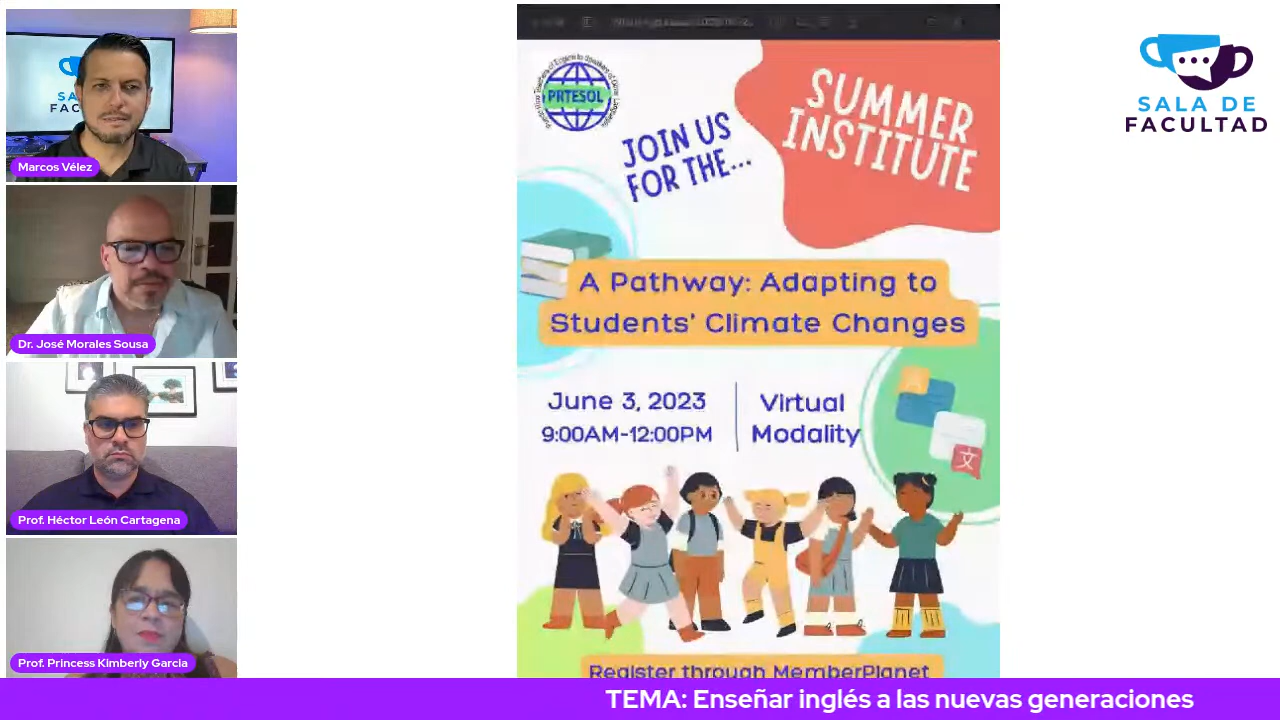 Marcos Vélez
Dr. José Morales Sousa
Prof. Héctor León Cartagena
Prof. Princess Kimberly Garcia
PRTESOL
JOIN US
FOR THE...
SUMMER
INSTITUTE
A Pathway: Adapting to
Students' Climate Changes
June 3, 2023
9:00AM-12:00PM
Virtual
Modality
文
Register through MemberPlanet
SALA DE
FACULTAD
TEMA: Enseñar inglés a las nuevas generaciones